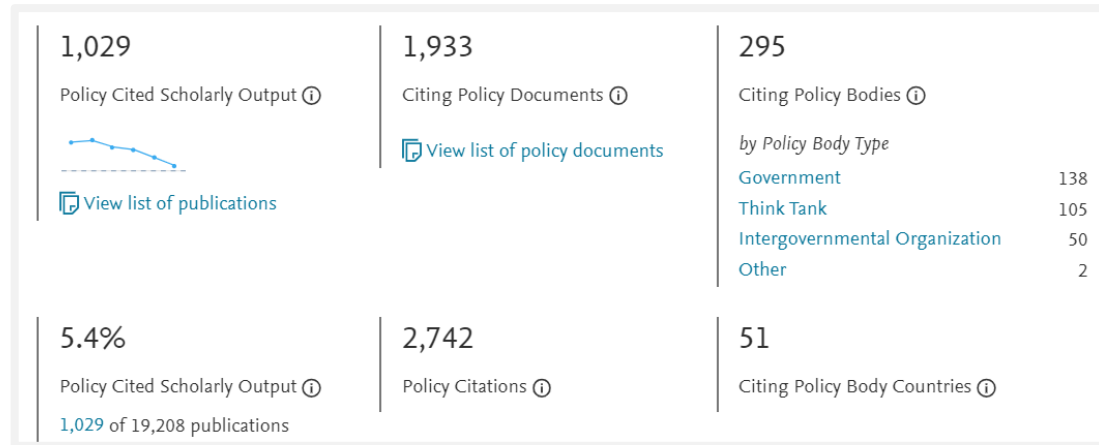 1,029
Policy Cited Scholarly Output
View list of publications
1,933
Citing Policy Documents
View list of policy documents
295
Citing Policy Bodies
by Policy Body Type
Government 138
Think Tank 105
Intergovernmental Organization 50
Other 2
5.4%
Policy Cited Scholarly Output
1,029 of 19,208 publications
2,742
Policy Citations
51
Citing Policy Body Countries